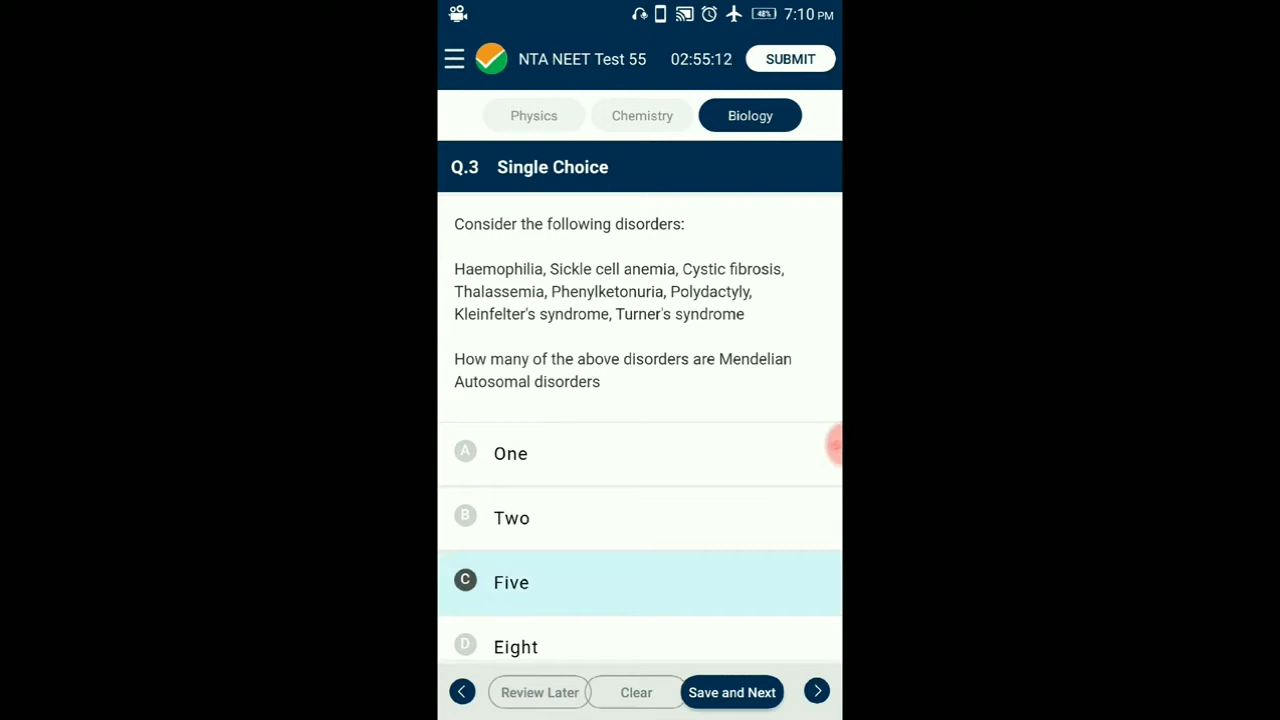 48% 7:10 PM
NTA NEET Test 55 02:55:12 SUBMIT
Physics Chemistry Biology
Q.3 Single Choice
Consider the following disorders:
Haemophilia, Sickle cell anemia, Cystic fibrosis,
Thalassemia, Phenylketonuria, Polydactyly,
Kleinfelter's syndrome, Turner's syndrome
How many of the above disorders are Mendelian
Autosomal disorders
A One
B Two
C Five
D Eight
Review Later Clear Save and Next